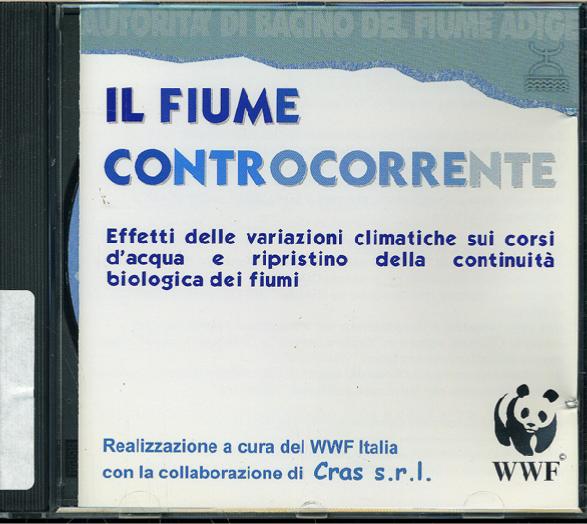 AUTORITA' DI BACINO DEL FIUME ADIGE
IL FIUME
CONTROCORRENTE
Effetti delle variazioni climatiche sui corsi
d'acqua e ripristino della continuità
biologica dei fiumi
Realizzazione a cura del WWF Italia
con la collaborazione di Cras s.r.l.
©
WWF